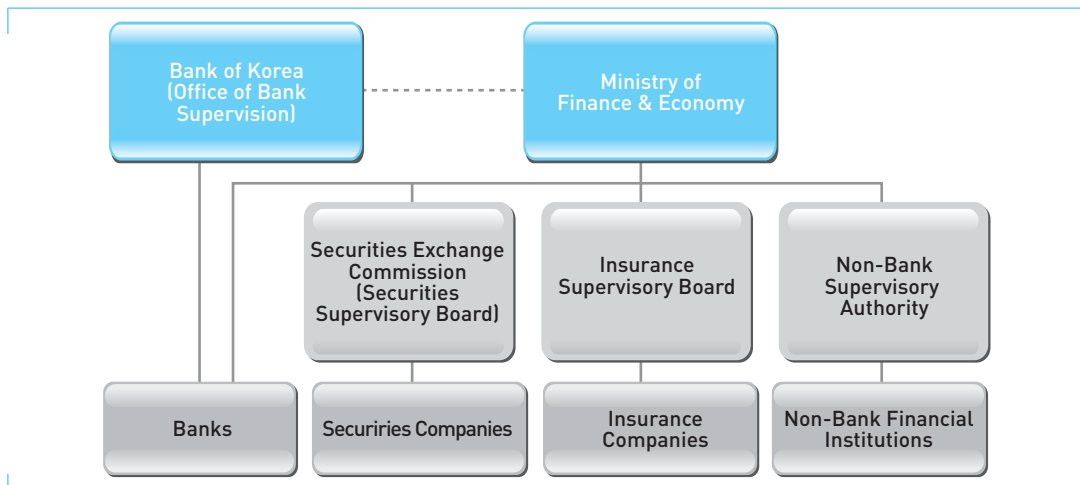 Bank of Korea
(Office of Bank
Supervision)
Ministry of
Finance & Economy
Securities Exchange
Commission
(Securities
Supervisory Board)
Insurance
Supervisory Board
Non-Bank
Supervisory
Authority
Banks
Securiries Companies
Insurance
Companies
Non-Bank Financial
Institutions